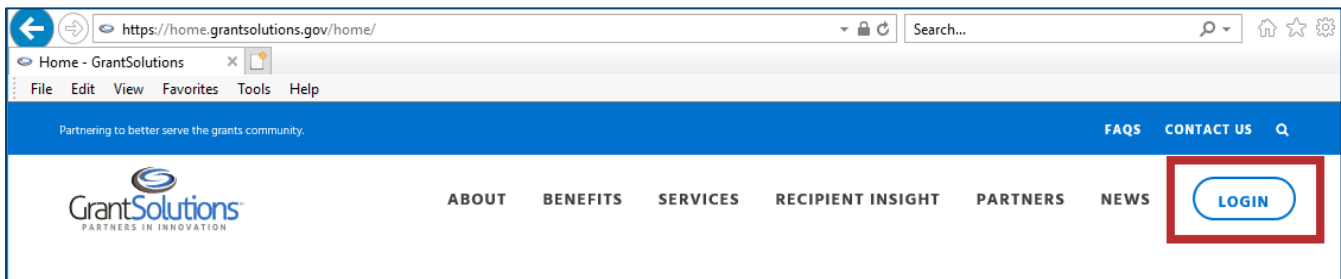 https://home.grantsolutions.gov/home/ Search...
Home - GrantSolutions
File Edit View Favorites Tools Help
Partnering to better serve the grants community. FAQS CONTACT US
GrantSolutions
PARTNERS IN INNOVATION
ABOUT BENEFITS SERVICES RECIPIENT INSIGHT PARTNERS NEWS LOGIN